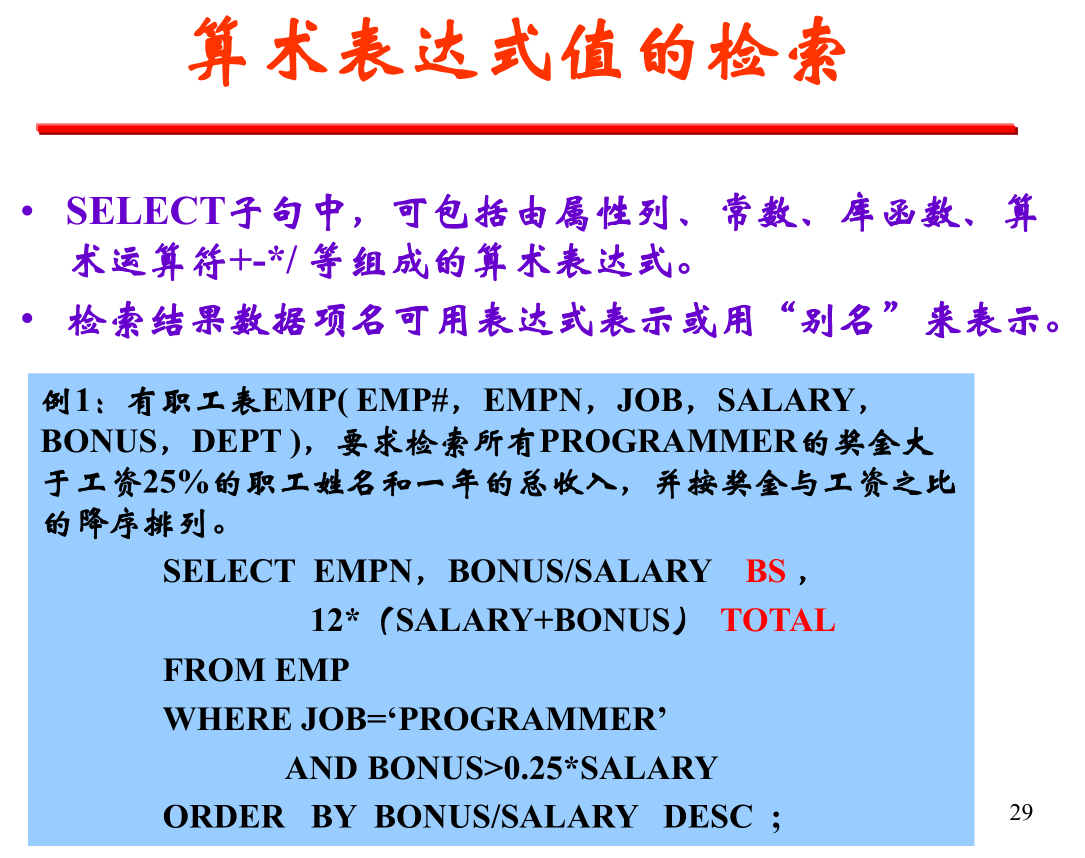 算术表达式值的检索
• SELECT子句中，可包括由属性列、常数、库函数、算
术运算符+-*/ 等组成的算术表达式。
• 检索结果数据项名可用表达式表示或用“别名”来表示。
例1：有职工表EMP( EMP#，EMPN，JOB，SALARY，
BONUS，DEPT )，要求检索所有PROGRAMMER的奖金大
于工资25%的职工姓名和一年的总收入，并按奖金与工资之比
的降序排列。
SELECT EMPN，BONUS/SALARY BS ，
12*（SALARY+BONUS） TOTAL
FROM EMP
WHERE JOB=‘PROGRAMMER’
AND BONUS>0.25*SALARY
ORDER BY BONUS/SALARY DESC ；
29